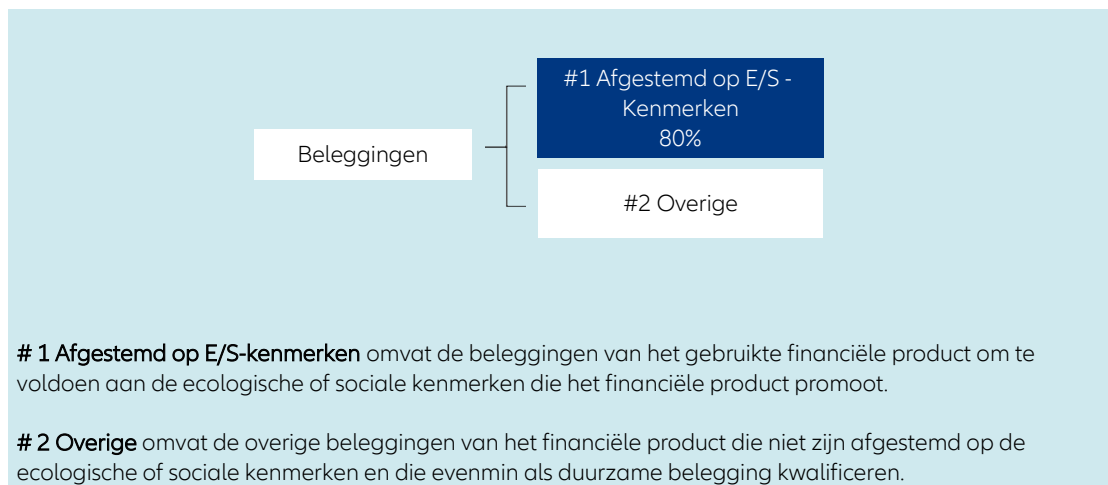 #1 Afgestemd op E/S -
Kenmerken
80%
Beleggingen
#2 Overige
# 1 Afgestemd op E/S-kenmerken omvat de beleggingen van het gebruikte financiële product om te
voldoen aan de ecologische of sociale kenmerken die het financiële product promoot.
# 2 Overige omvat de overige beleggingen van het financiële product die niet zijn afgestemd op de
ecologische of sociale kenmerken en die evenmin als duurzame belegging kwalificeren.